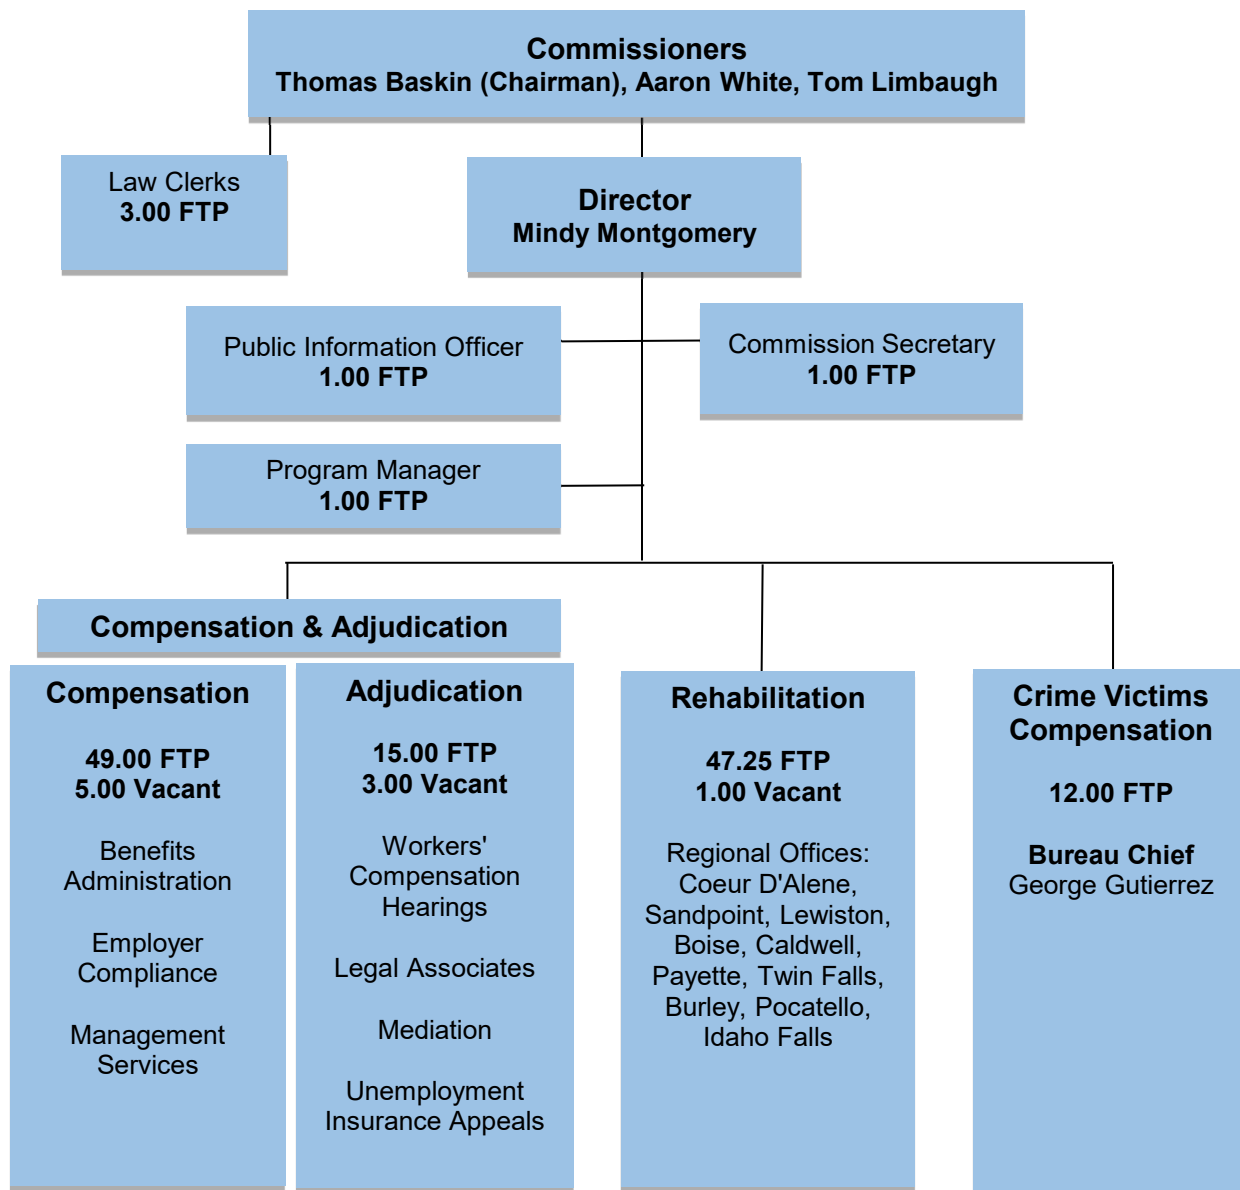 Commissioners
Thomas Baskin (Chairman), Aaron White, Tom Limbaugh
Law Clerks
3.00 FTP
Director
Mindy Montgomery
Public Information Officer
1.00 FTP
Commission Secretary
1.00 FTP
Program Manager
1.00 FTP
Compensation & Adjudication
Compensation
49.00 FTP
5.00 Vacant
Benefits
Administration
Employer
Compliance
Management
Services
Adjudication
15.00 FTP
3.00 Vacant
Workers'
Compensation
Hearings
Legal Associates
Mediation
Unemployment
Insurance Appeals
Rehabilitation
47.25 FTP
1.00 Vacant
Regional Offices:
Coeur D'Alene,
Sandpoint, Lewiston,
Boise, Caldwell,
Payette, Twin Falls,
Burley, Pocatello,
Idaho Falls
Crime Victims
Compensation
12.00 FTP
Bureau Chief
George Gutierrez